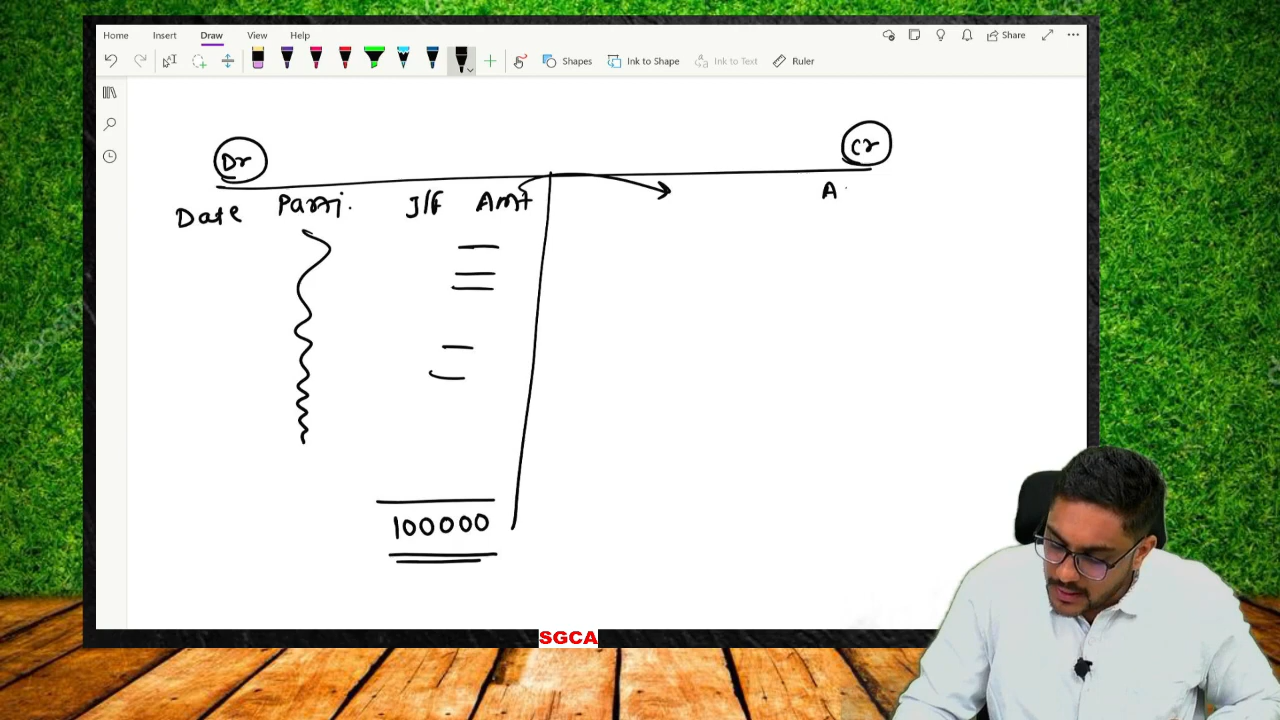 Home Insert Draw View Help Share
Shapes Ink to Shape Ink to Text Ruler
Dr Cr
Date J/F Amt A
100000
SGCA